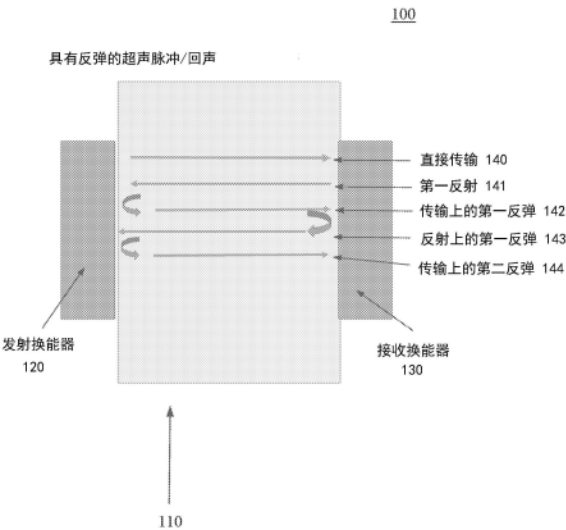 100
具有反弹的超声脉冲/回声
直接传输 140
第一反射 141
传输上的第一反弹 142
反射上的第一反弹 143
传输上的第二反弹 144
发射换能器
120
接收换能器
130
110